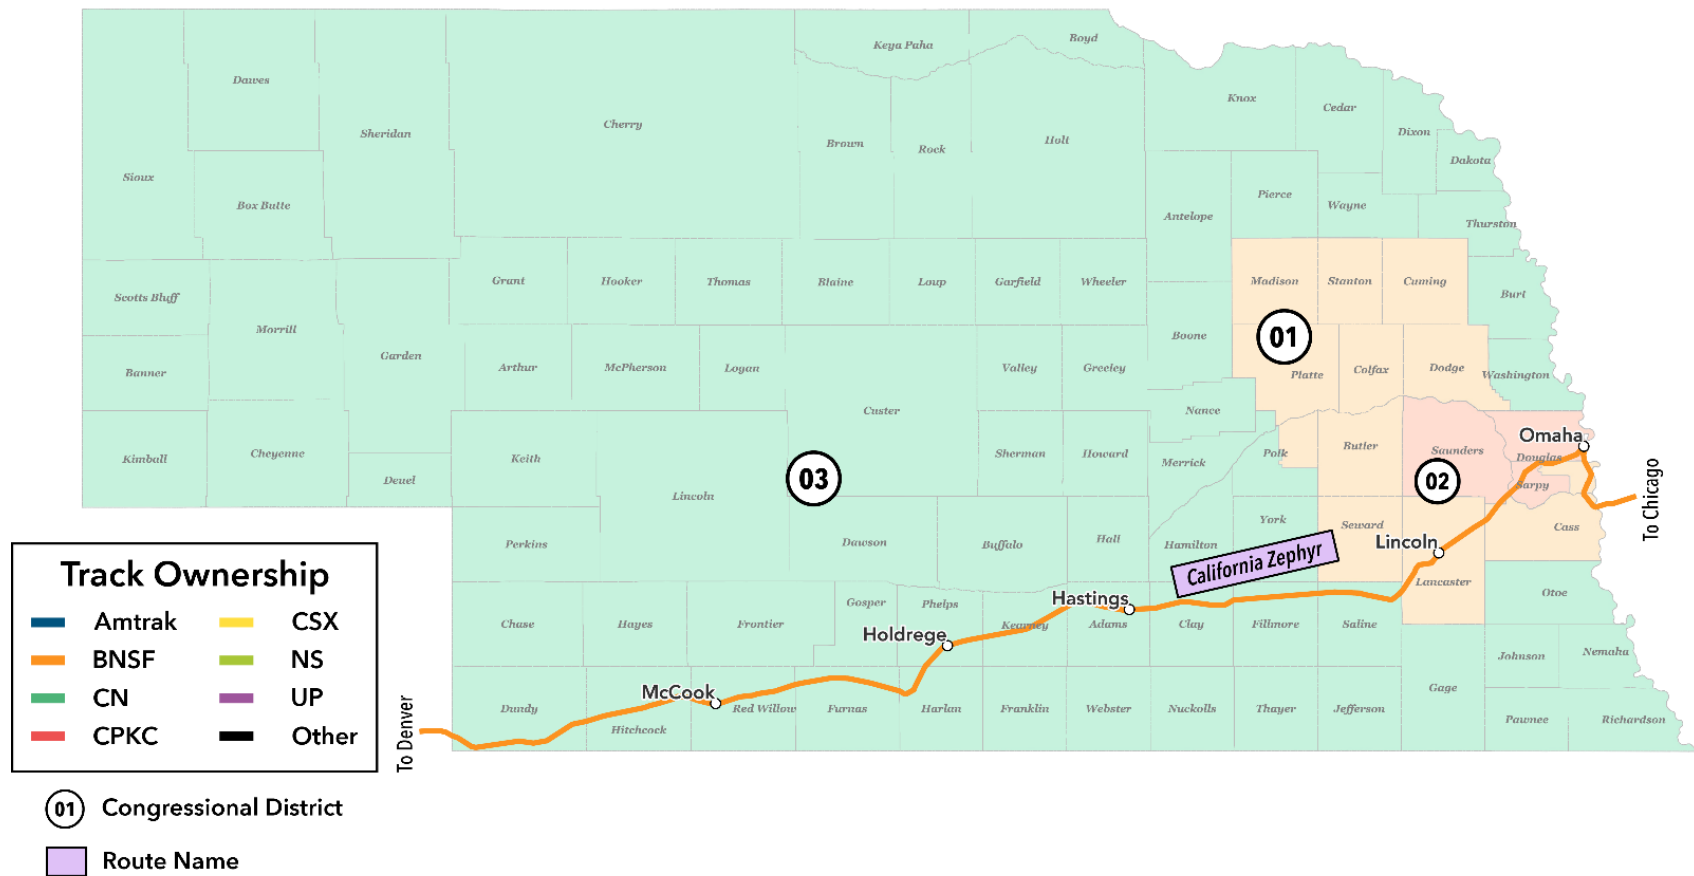 Keya Paha
Boyd
Dawes
Knox
Cedar
Cherry
Sheridan
Dixon
Brown
Rock
Holt
Dakota
Sioux
Pierce
Box Butte
Wayne
Antelope
Thurston
Grant
Hooker
Thomas
Blaine
Loup
Garfield
Wheeler
Madison
Stanton
Cuming
Scotts Bluff
Burt
Morrill
Boone
01
Garden
Arthur
McPherson
Logan
Valley
Greeley
Platte
Colfax
Dodge
Washington
Banner
Custer
Nance
Omaha
Kimball
Cheyenne
Keith
Sherman
Howard
Merrick
Polk
Butler
Saunders
Douglas
Deuel
03
02
Sarpy
Lincoln
To Chicago
Perkins
Dawson
Buffalo
Hall
Hamilton
York
Seward
Cass
Lincoln
California Zephyr
Lancaster
Otoe
Hastings
Chase
Hayes
Frontier
Gosper
Phelps
Kearney
Adams
Clay
Fillmore
Saline
Holdrege
Johnson
Nemaha
McCook
Gage
Dundy
Hitchcock
Red Willow
Furnas
Harlan
Franklin
Webster
Nuckolls
Thayer
Jefferson
Pawnee
Richardson
To Denver
Track Ownership
Amtrak
CSX
BNSF
NS
CN
UP
CPKC
Other
01 Congressional District
Route Name